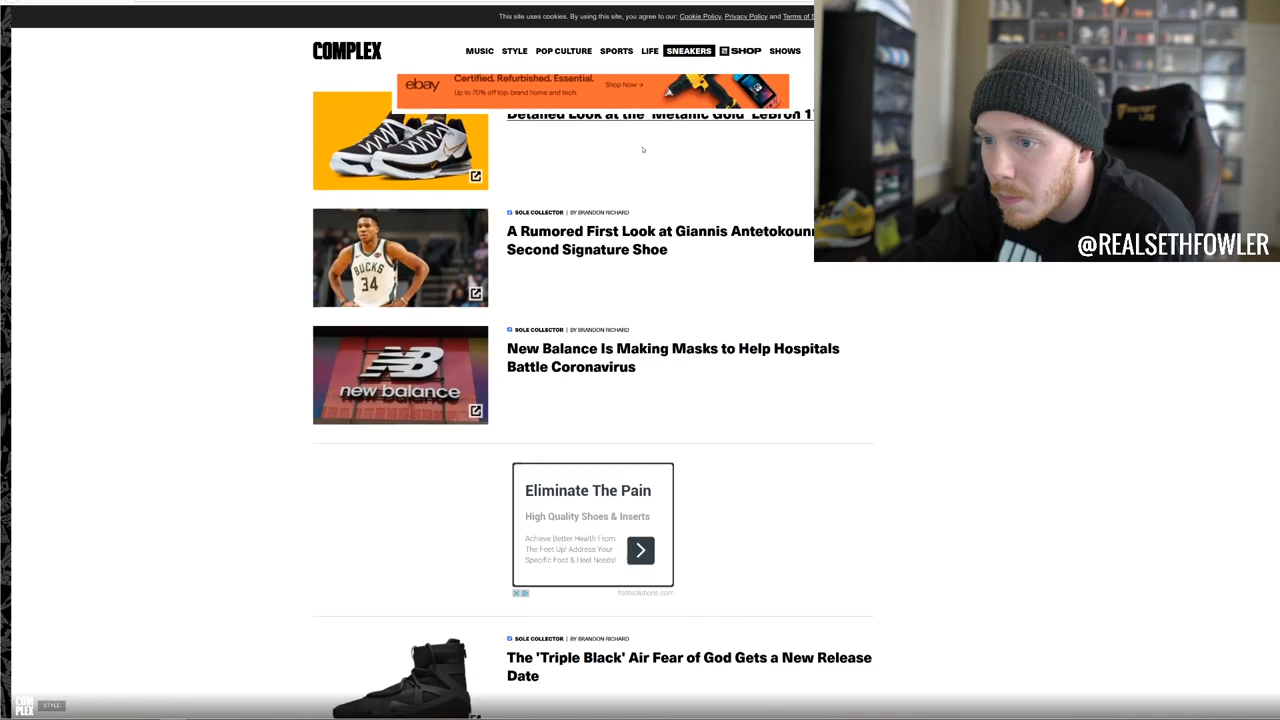 This site uses cookies. By using this site, you agree to our: Cookie Policy, Privacy Policy and Terms of
COMPLEX
MUSIC STYLE POP CULTURE SPORTS LIFE SNEAKERS SHOP SHOWS
ebay Certified. Refurbished. Essential.
Up to 70% off top-brand home and tech.
Shop Now →
Detailed Look at the 'Metallic Gold' LeBron
SOLE COLLECTOR | BY BRANDON RICHARD
A Rumored First Look at Giannis
Second Signature Shoe
BUCKS
34
SOLE COLLECTOR | BY BRANDON RICHARD
New Balance Is Making Masks to Help Hospitals
Battle Coronavirus
NB
new balance
Eliminate The Pain
High Quality Shoes & Inserts
Achieve Better Health From
The Feet Up! Address Your
Specific Foot & Heel Needs!
footsolutions.com
SOLE COLLECTOR | BY BRANDON RICHARD
The 'Triple Black' Air Fear of God Gets a New Release
Date
COM
PLEX
STYLE
@REALSETHFOWLER